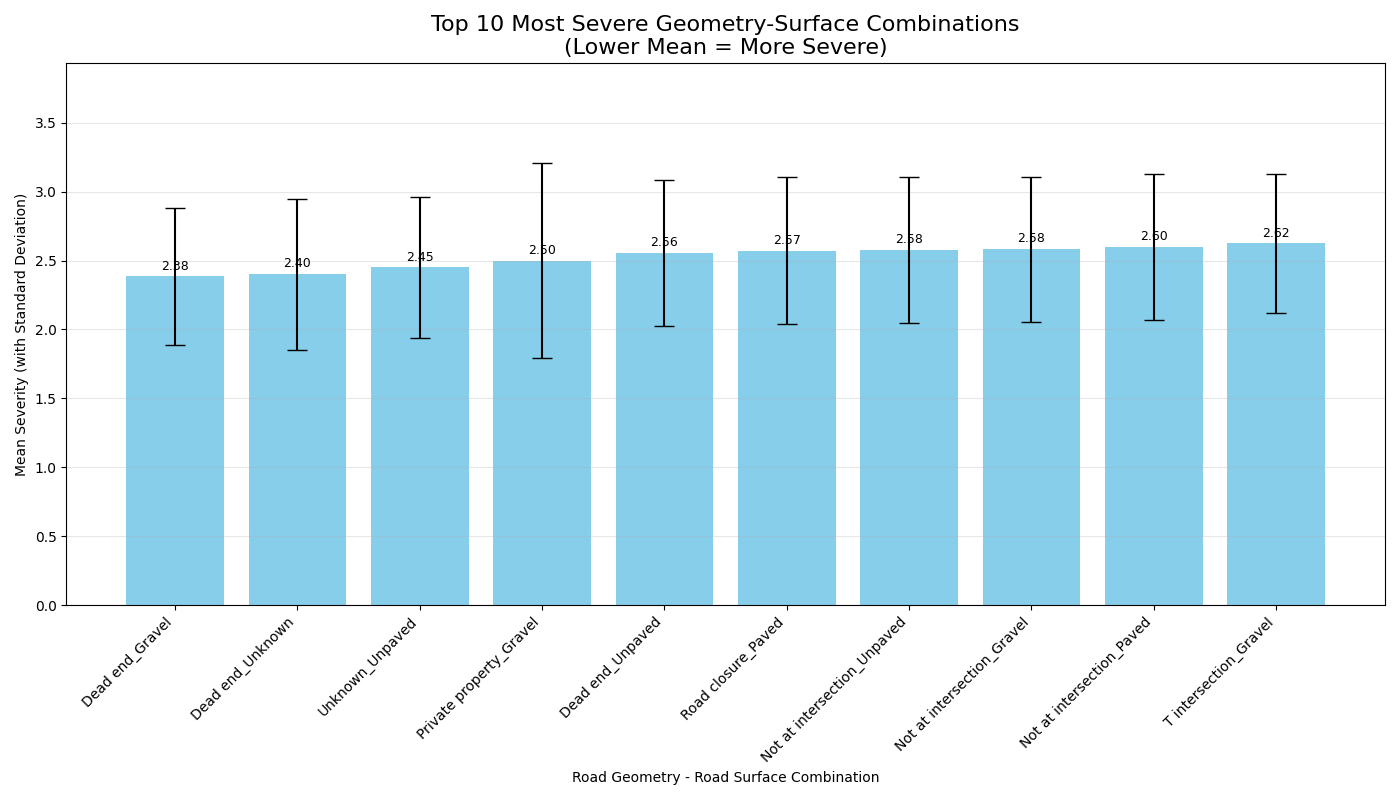 Top 10 Most Severe Geometry-Surface Combinations
(Lower Mean = More Severe)
Mean Severity (with Standard Deviation)
3.5
3.0
2.5
2.0
1.5
1.0
0.5
0.0
2.38
2.40
2.45
2.50
2.56
2.57
2.58
2.58
2.60
2.62
Dead end_Gravel
Dead end_Unknown
Unknown_Unpaved
Private property_Gravel
Dead end_Unpaved
Road closure_Paved
Not at intersection_Unpaved
Not at intersection_Gravel
Not at intersection_Paved
T intersection_Gravel
Road Geometry - Road Surface Combination